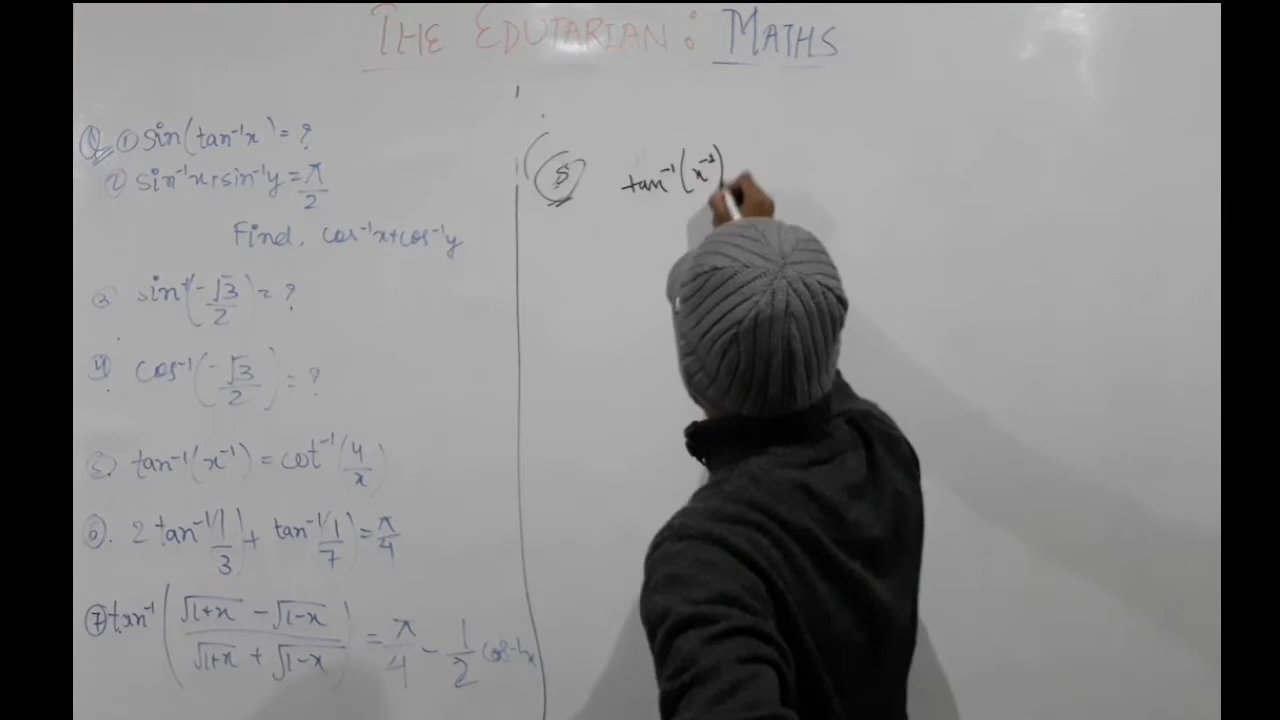 THE EDUTARIAN : MATHS
Q ① sin(tan⁻¹x) = ?
② sin⁻¹x+sin⁻¹y = π/2
Find, cos⁻¹x+cos⁻¹y
③ sin⁻¹(-√3/2) = ?
④ cos⁻¹(-√3/2) = ?
⑤ tan⁻¹(x⁻¹) = cot⁻¹(4/x)
⑥. 2 tan⁻¹(1/3) + tan⁻¹(1/7) = π/4
⑦ tan⁻¹((√1+x - √1-x)/(√1+x + √1-x)) = π/4 - 1/2 cos⁻¹x
⑤ tan⁻¹(x⁻¹)